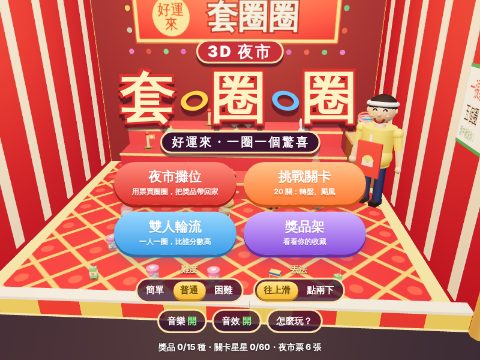 好運來
套圈圈
3D 夜市
套圈圈
好運來・一圈一個驚喜
夜市攤位
用票買圈圈，把獎品帶回家
挑戰關卡
20 關：轉盤、颱風
雙人輪流
一人一圈，比誰分數高
獎品架
看看你的收藏
難度
玩法
簡單 普通 困難
往上滑 點兩下
音樂 開 音效 開 怎麼玩？
獎品 0/15 種・關卡星星 0/60・夜市票 6 張